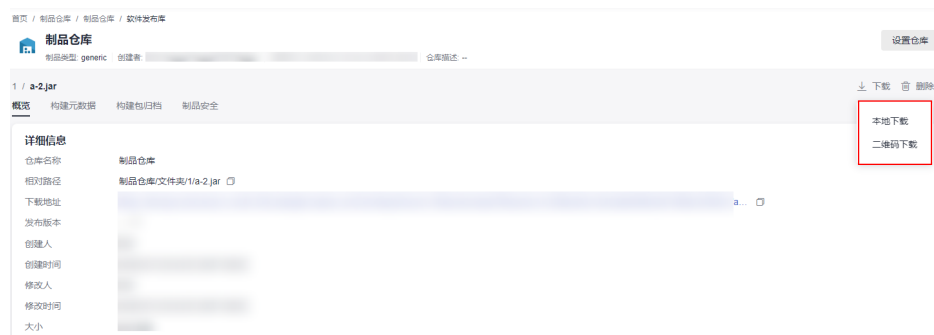 首页 / 制品仓库 / 制品仓库 / 软件发布库
制品仓库
设置仓库
制品类型: generic 创建者: 仓库描述: --
1 / a-2.jar
下载 删除
概览 构建元数据 构建包归档 制品安全
本地下载
二维码下载
详细信息
仓库名称 制品仓库
相对路径 制品仓库/文件夹/1/a-2.jar
下载地址 a...
发布版本
创建人
创建时间
修改人
修改时间
大小